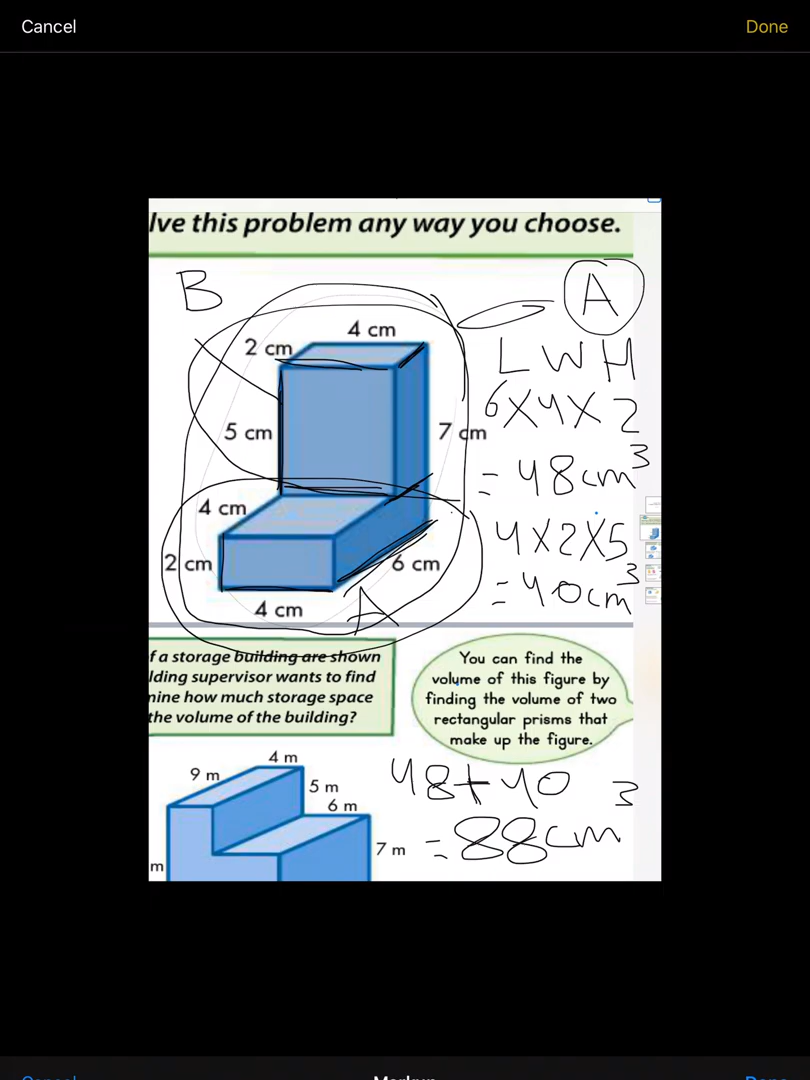 Cancel
Done
lve this problem any way you choose.
B
A
4 cm
2 cm
L W H
6X4X2
5 cm
7 cm
= 48cm³
4 cm
4X2X5
2 cm
6 cm
= 40cm³
4 cm
A
f a storage building are shown
lding supervisor wants to find
nine how much storage space
the volume of the building?
You can find the
volume of this figure by
finding the volume of two
rectangular prisms that
make up the figure.
4 m
9 m
5 m
6 m
48+40
= 88cm³
7 m
m
Cancel
Markup
Done